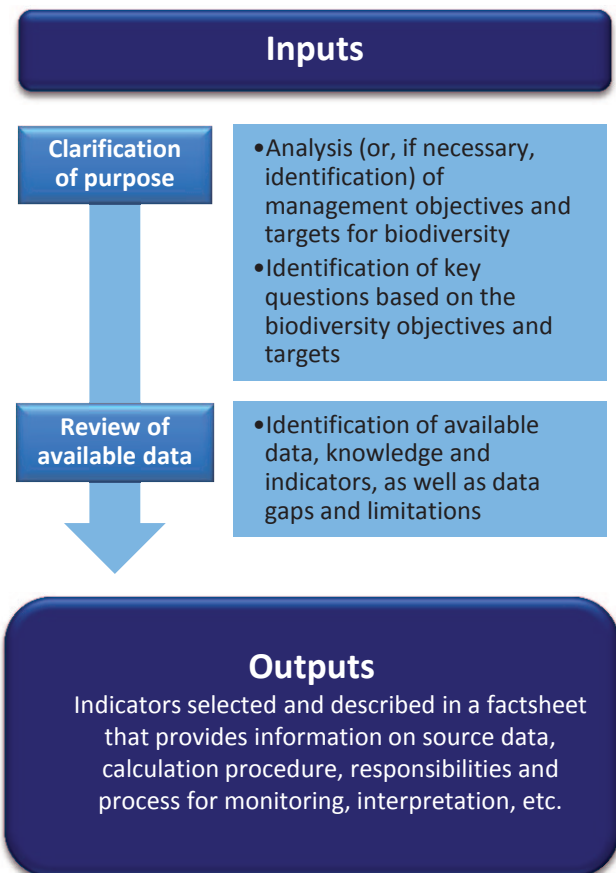 Inputs
Clarification
of purpose
•Analysis (or, if necessary,
identification) of
management objectives and
targets for biodiversity
•Identification of key
questions based on the
biodiversity objectives and
targets
Review of
available data
•Identification of available
data, knowledge and
indicators, as well as data
gaps and limitations
Outputs
Indicators selected and described in a factsheet
that provides information on source data,
calculation procedure, responsibilities and
process for monitoring, interpretation, etc.